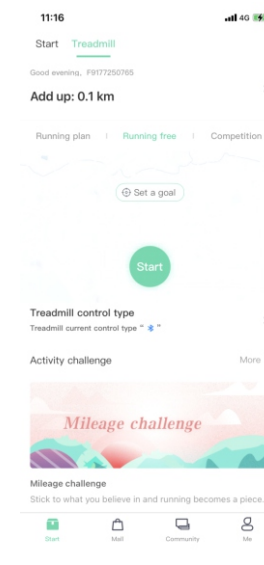 11:16
4G
Start Treadmill
Good evening, F9177250765
Add up: 0.1 km
Running plan Running free Competition
Set a goal
Start
Treadmill control type
Treadmill current control type " "
Activity challenge More
Mileage challenge
Mileage challenge
Stick to what you believe in and running becomes a piece.
Start Mall Community Me